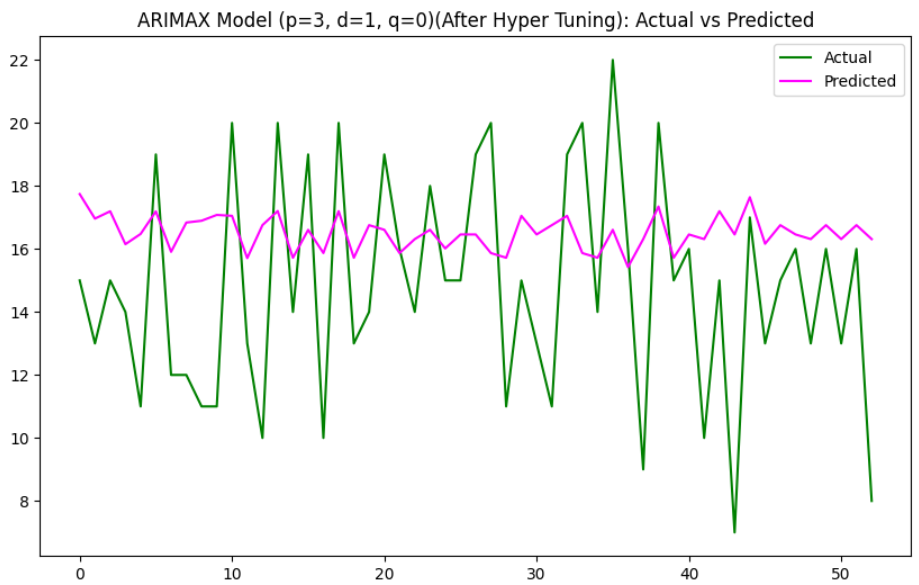 ARIMAX Model (p=3, d=1, q=0)(After Hyper Tuning): Actual vs Predicted
Actual
Predicted
22
20
18
16
14
12
10
8
0 10 20 30 40 50